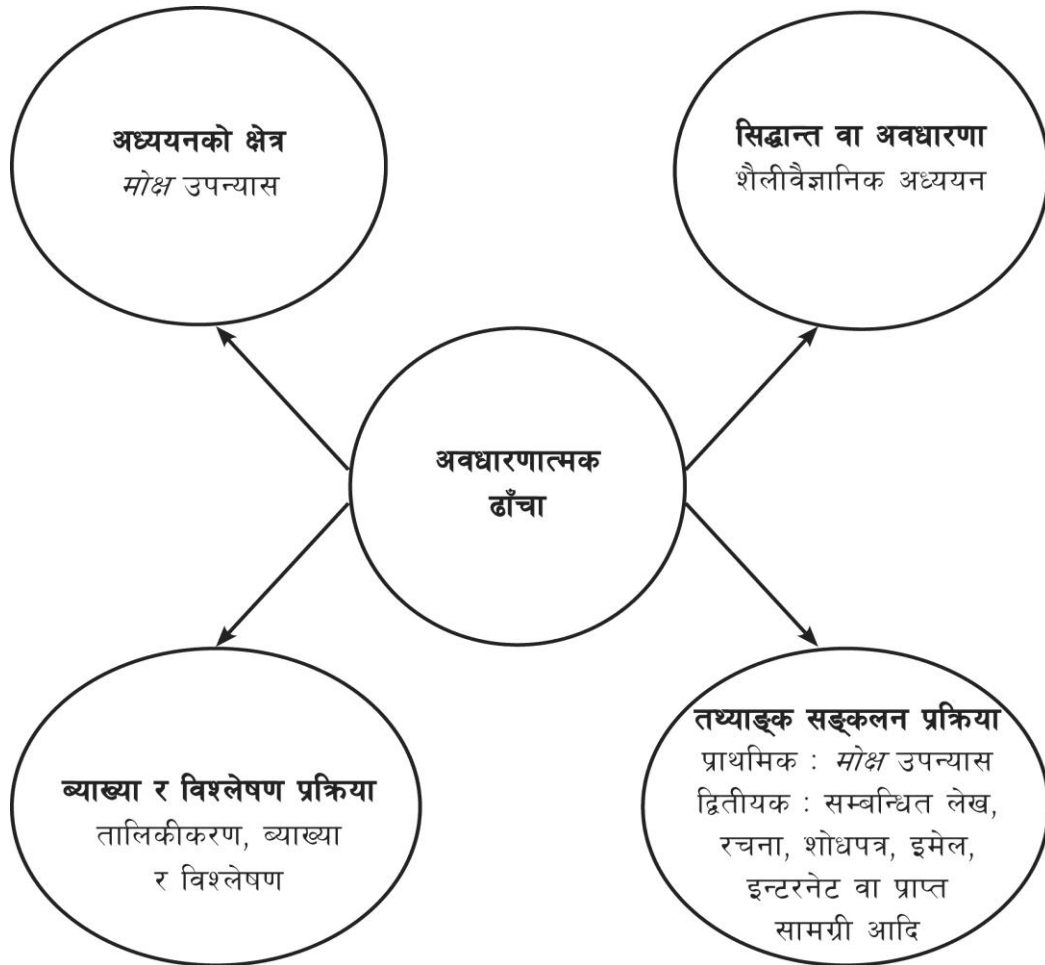 अध्ययनको क्षेत्र
मोक्ष उपन्यास
सिद्धान्त वा अवधारणा
शैलीवैज्ञानिक अध्ययन
अवधारणात्मक
ढाँचा
ब्याख्या र विश्लेषण प्रक्रिया
तालिकीकरण, ब्याख्या
र विश्लेषण
तथ्याङ्क सङ्कलन प्रक्रिया
प्राथमिक : मोक्ष उपन्यास
द्वितीयक : सम्बन्धित लेख,
रचना, शोधपत्र, इमेल,
इन्टरनेट वा प्राप्त
सामग्री आदि